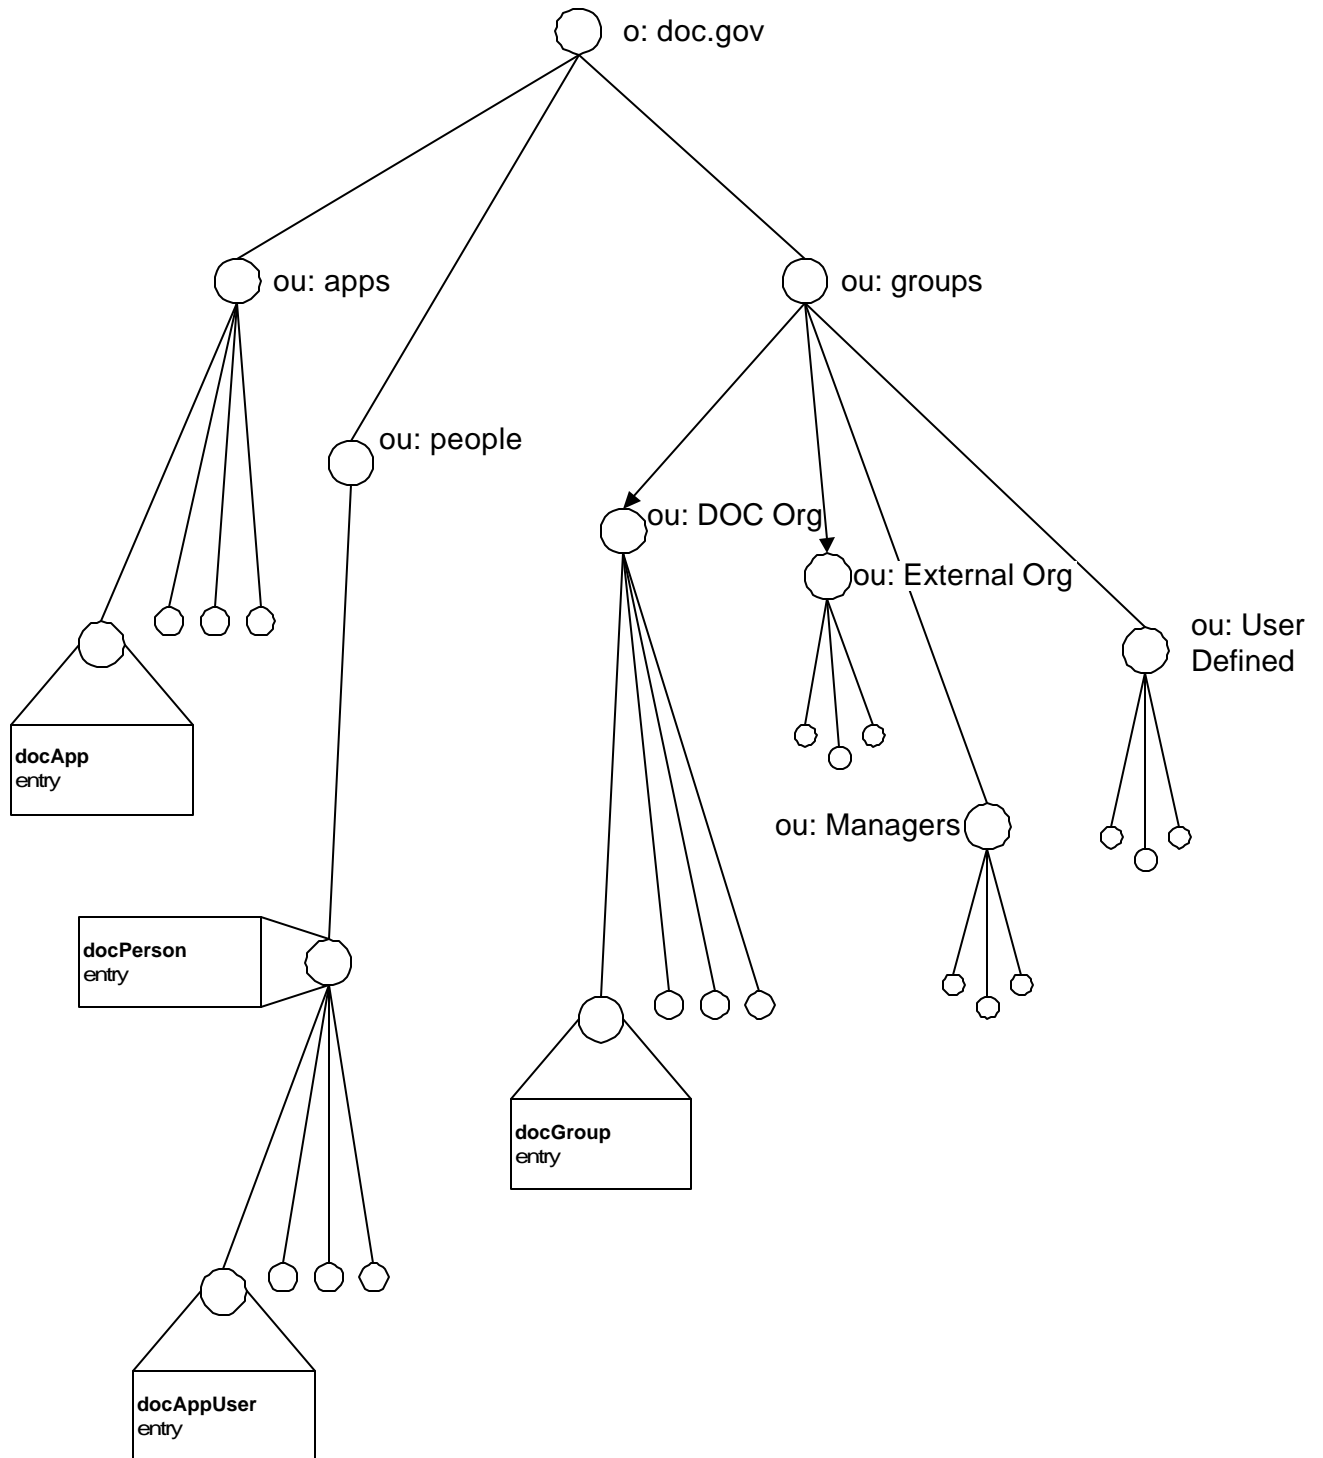 o: doc.gov
ou: apps
ou: groups
ou: people
ou: DOC Org
ou: External Org
ou: User
Defined
docApp
entry
ou: Managers
docPerson
entry
docGroup
entry
docAppUser
entry